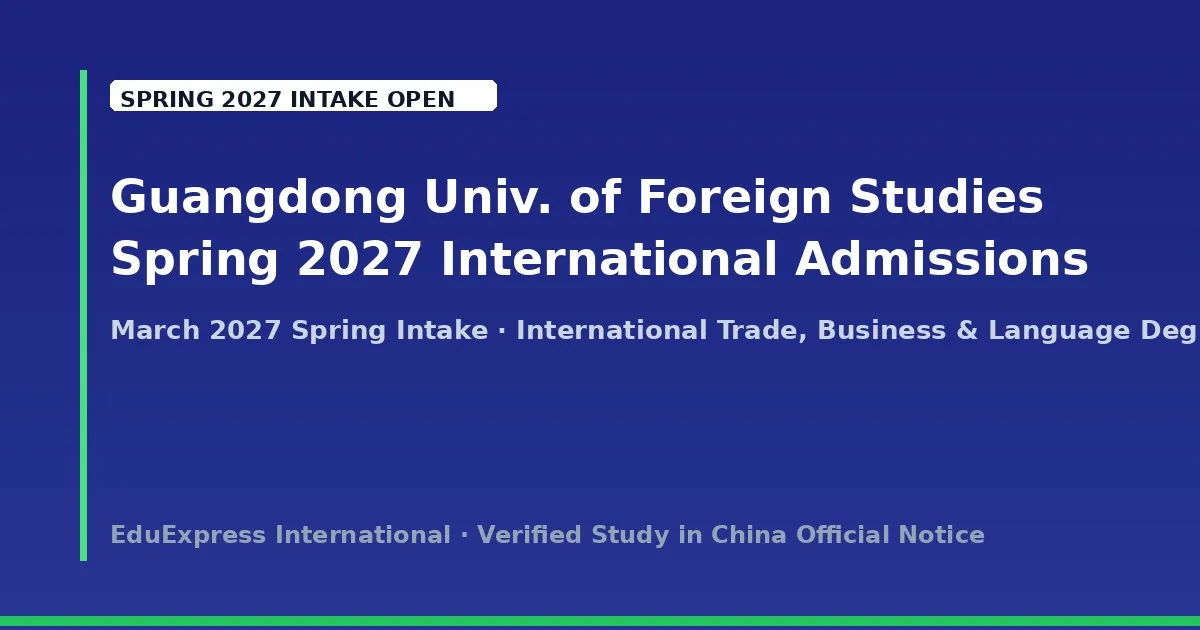 SPRING 2027 INTAKE OPEN
Guangdong Univ. of Foreign Studies
Spring 2027 International Admissions
March 2027 Spring Intake · International Trade, Business & Language Deg
EduExpress International · Verified Study in China Official Notice